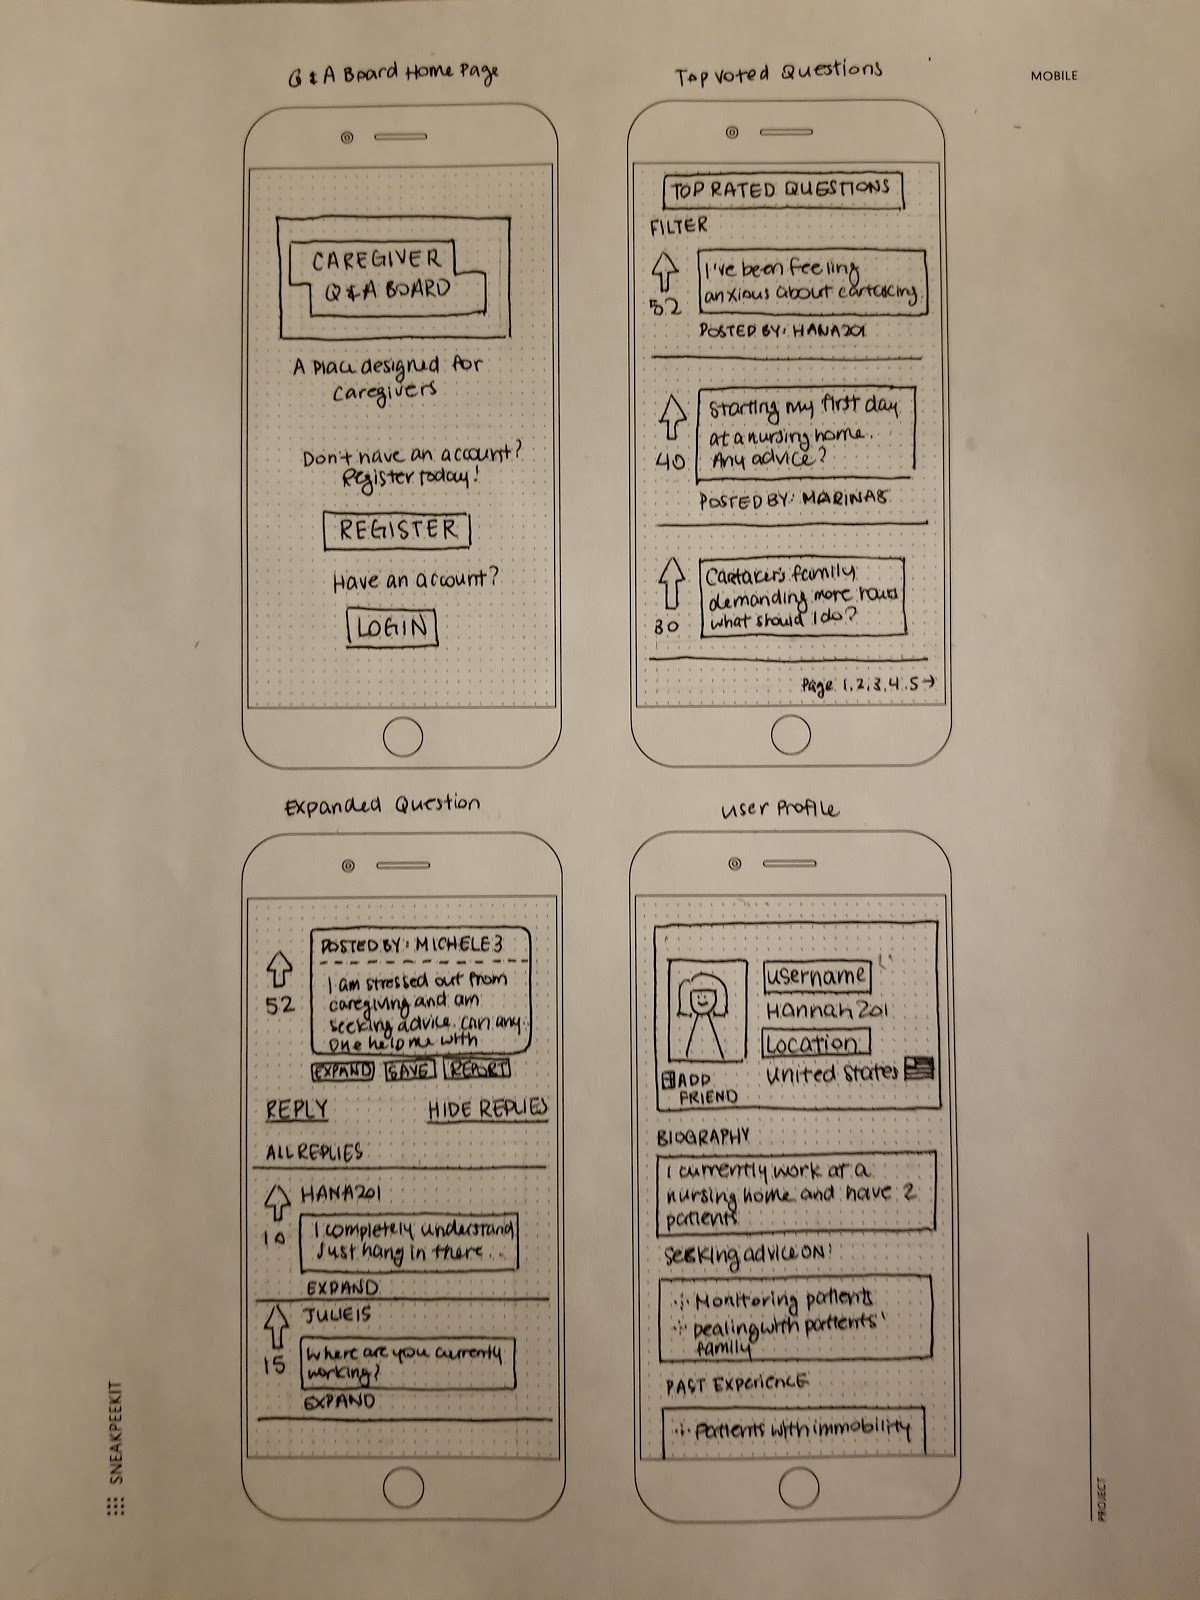 Q & A Board Home Page
CAREGIVER
Q & A BOARD
A place designed for
caregivers
Don't have an account?
Register today!
REGISTER
Have an account?
LOGIN
Top Voted Questions
MOBILE
TOP RATED QUESTIONS
FILTER
52
I've been feeling
anxious about cartaking.
POSTED BY: HANA201
40
Starting my first day
at a nursing home.
Any advice?
POSTED BY: MARINA8
30
Cartaker's family
demanding more hours
what should I do?
Page 1,2,3,4,5→
Expanded Question
52
POSTED BY: MICHELE3
I am stressed out from
caregiving and am
seeking advice. can any
one help me with
EXPAND SAVE REPORT
REPLY HIDE REPLIES
ALL REPLIES
10
HANA201
I completely understand
Just hang in there...
EXPAND
15
JULIE15
Where are you currently
working?
EXPAND
User Profile
username
Hannah201
Location
United States
ADD
FRIEND
BIOGRAPHY
I currently work at a
nursing home and have 2
patients
Seeking advice ON:
Monitoring patients
Dealing with patients'
family
PAST Experience
Patients with immobility
SNEAKPEEKIT
PROJECT